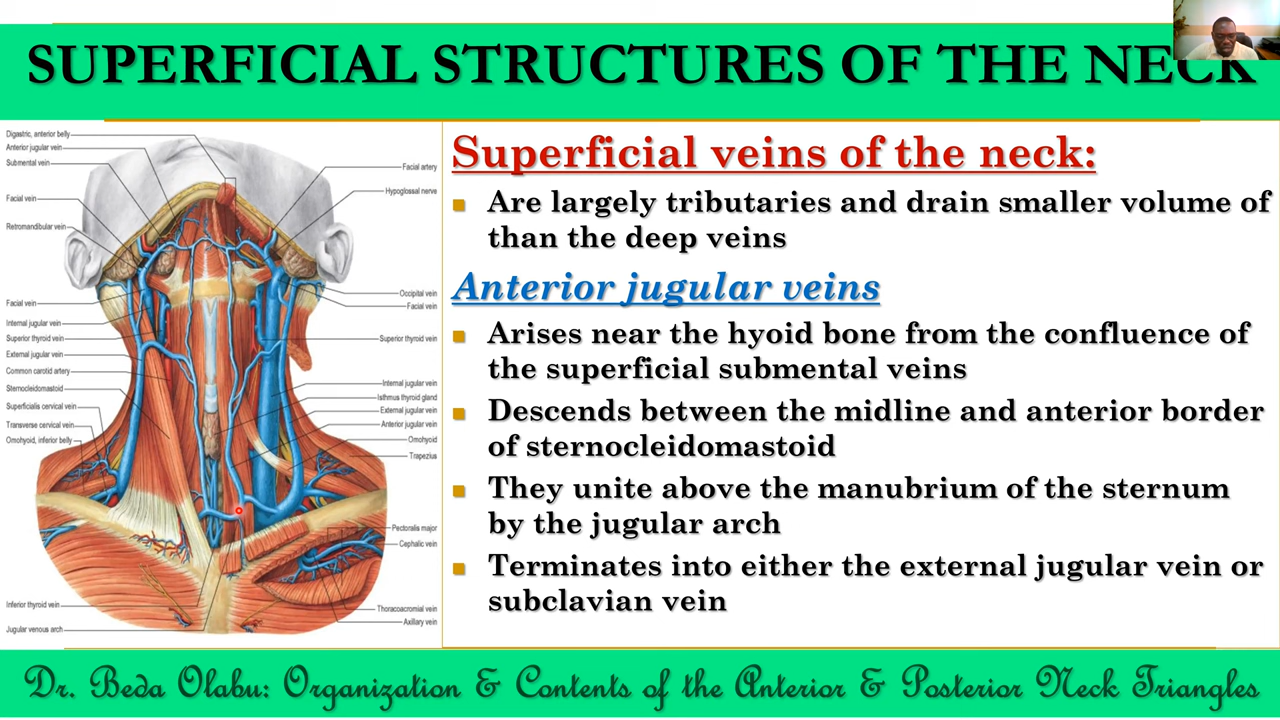 SUPERFICIAL STRUCTURES OF THE NECK
Digastric, anterior belly
Anterior jugular vein
Submental vein
Facial vein
Retromandibular vein
Facial vein
Internal jugular vein
Superior thyroid vein
External jugular vein
Common carotid artery
Sternocleidomastoid
Superficialis cervical vein
Transverse cervical vein
Omohyoid, inferior belly
Inferior thyroid vein
Jugular venous arch
Facial artery
Hypoglossal nerve
Occipital vein
Facial vein
Superior thyroid vein
Internal jugular vein
Isthmus thyroid gland
External jugular vein
Anterior jugular vein
Omohyoid
Trapezius
Pectoralis major
Cephalic vein
Thoracoacromial vein
Axillary vein
Superficial veins of the neck:
Are largely tributaries and drain smaller volume of
than the deep veins
Anterior jugular veins
Arises near the hyoid bone from the confluence of
the superficial submental veins
Descends between the midline and anterior border
of sternocleidomastoid
They unite above the manubrium of the sternum
by the jugular arch
Terminates into either the external jugular vein or
subclavian vein
Dr. Beda Olabu: Organization & Contents of the Anterior & Posterior Neck Triangles